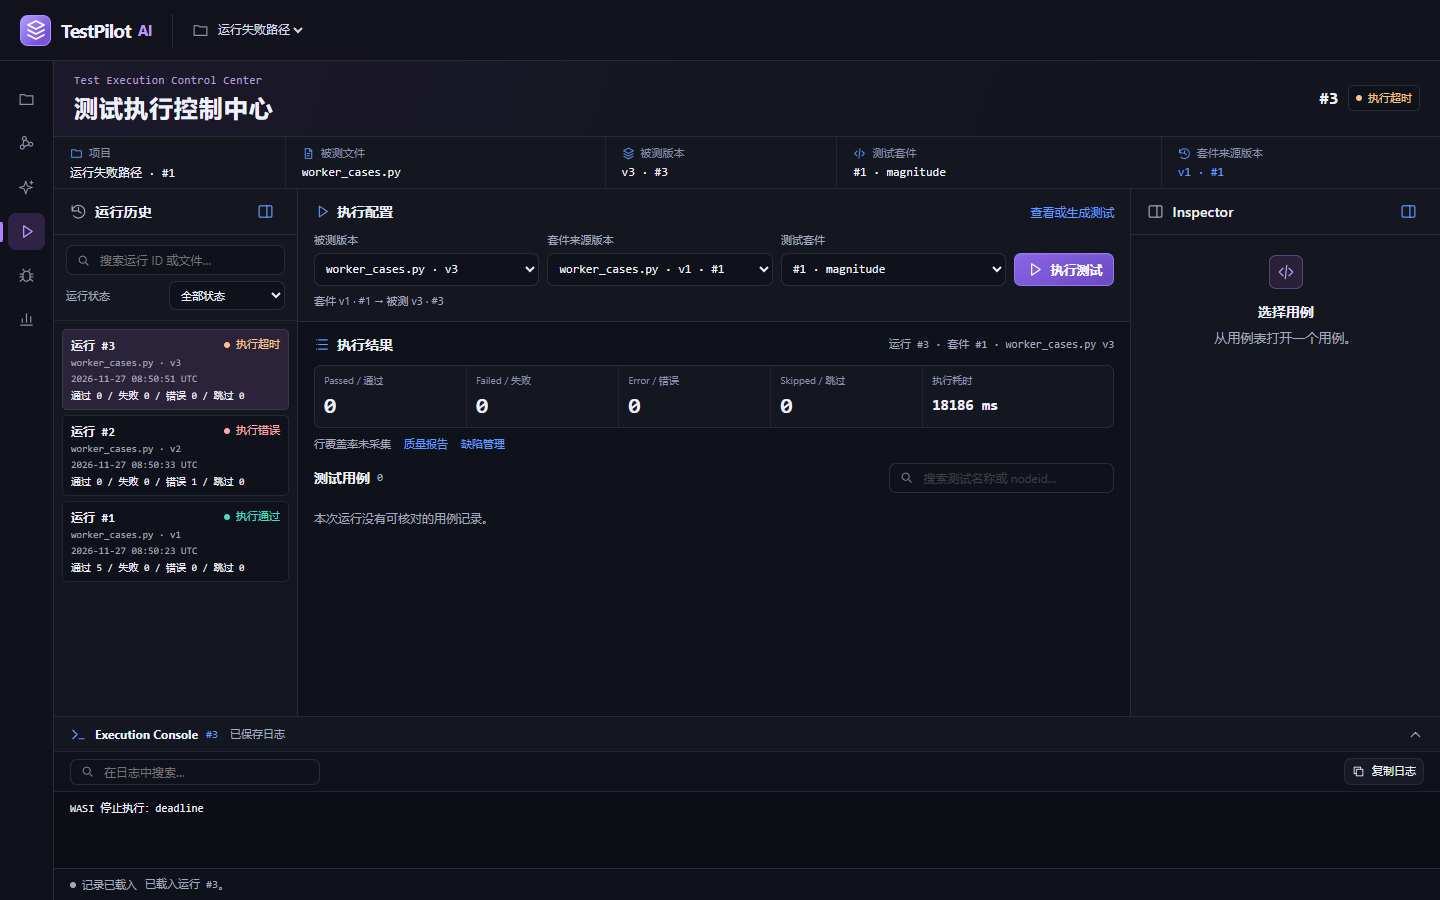 TestPilot AI
运行失败路径
Test Execution Control Center
测试执行控制中心
#3
执行超时
项目
运行失败路径 · #1
被测文件
worker_cases.py
被测版本
v3 · #3
测试套件
#1 · magnitude
套件来源版本
v1 · #1
运行历史
搜索运行 ID 或文件...
运行状态
全部状态
运行 #3
执行超时
worker_cases.py · v3
2026-11-27 08:50:51 UTC
通过 0 / 失败 0 / 错误 0 / 跳过 0
运行 #2
执行错误
worker_cases.py · v2
2026-11-27 08:50:33 UTC
通过 0 / 失败 0 / 错误 1 / 跳过 0
运行 #1
执行通过
worker_cases.py · v1
2026-11-27 08:50:23 UTC
通过 5 / 失败 0 / 错误 0 / 跳过 0
执行配置
查看或生成测试
被测版本
套件来源版本
测试套件
worker_cases.py · v3
worker_cases.py · v1 · #1
#1 · magnitude
执行测试
套件 v1 · #1 → 被测 v3 · #3
执行结果
运行 #3 · 套件 #1 · worker_cases.py v3
Passed / 通过
0
Failed / 失败
0
Error / 错误
0
Skipped / 跳过
0
执行耗时
18186 ms
行覆盖率未采集
质量报告
缺陷管理
测试用例 0
搜索测试名称或 nodeid...
本次运行没有可核对的用例记录。
Inspector
选择用例
从用例表打开一个用例。
Execution Console #3 已保存日志
在日志中搜索...
复制日志
WASI 停止执行: deadline
记录已载入 已载入运行 #3。